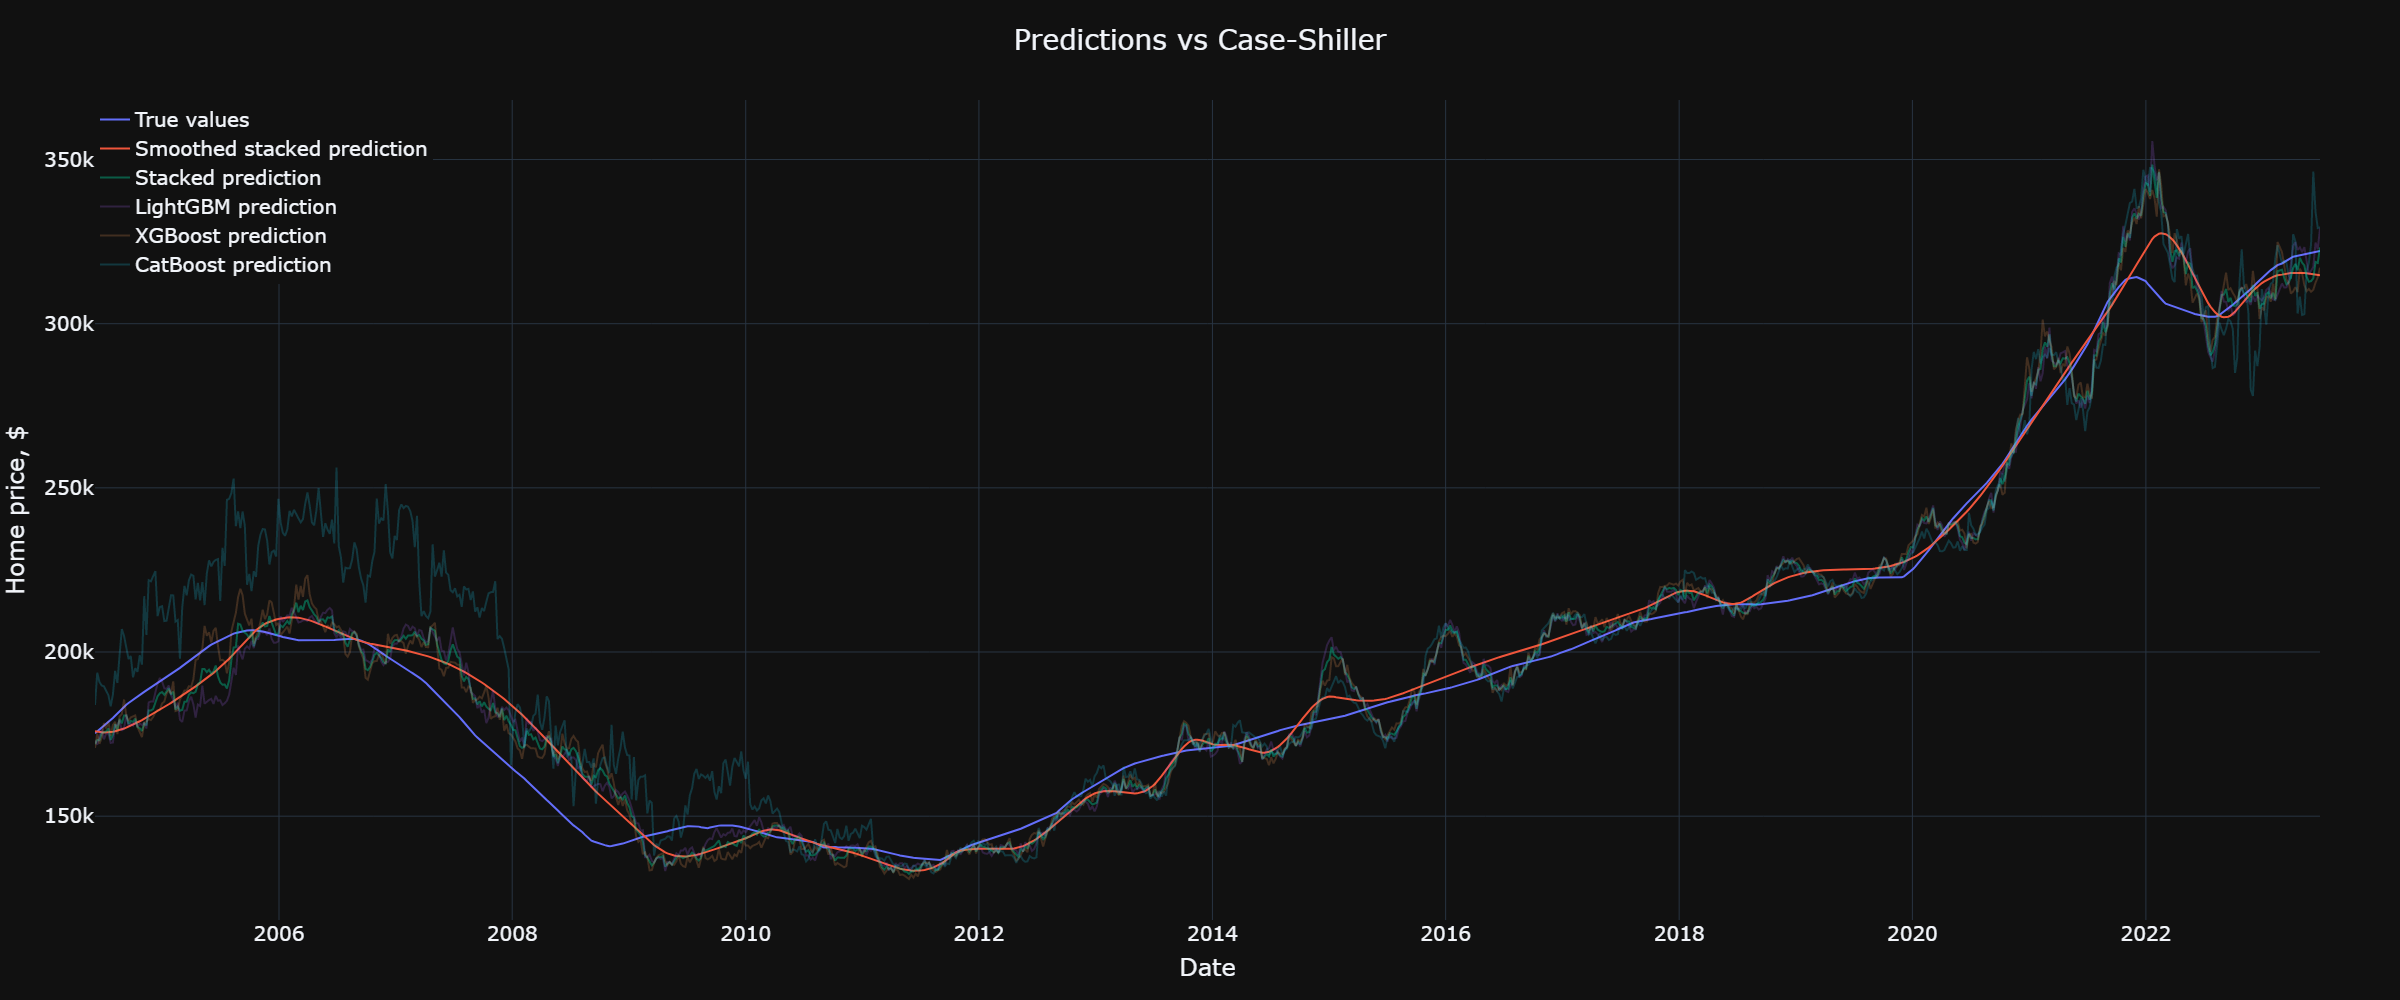 Predictions vs Case-Shiller
True values
Smoothed stacked prediction
Stacked prediction
LightGBM prediction
XGBoost prediction
CatBoost prediction
350k
300k
250k
200k
150k
Home price, $
2006
2008
2010
2012
2014
2016
2018
2020
2022
Date